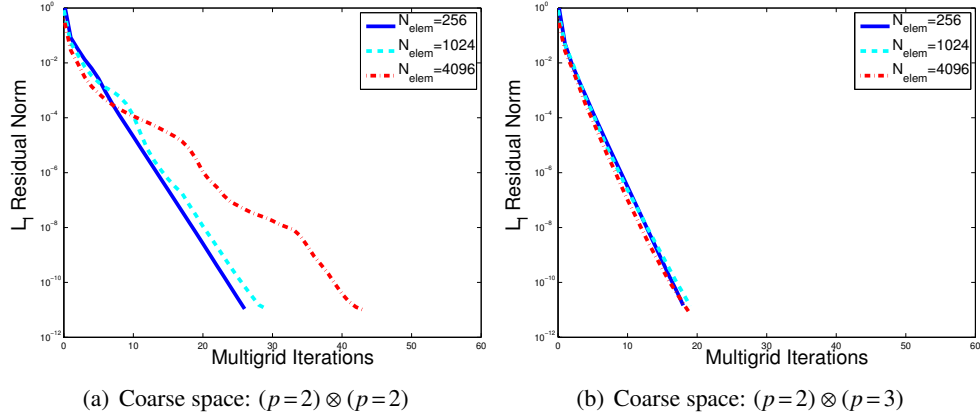 10^0
10^-2
10^-4
10^-6
10^-8
10^-10
10^-12
L_1 Residual Norm
0 10 20 30 40 50 60
Multigrid Iterations
N_elem=256
N_elem=1024
N_elem=4096
(a) Coarse space: (p=2) ⊗ (p=2)
10^0
10^-2
10^-4
10^-6
10^-8
10^-10
10^-12
L_1 Residual Norm
0 10 20 30 40 50 60
Multigrid Iterations
N_elem=256
N_elem=1024
N_elem=4096
(b) Coarse space: (p=2) ⊗ (p=3)